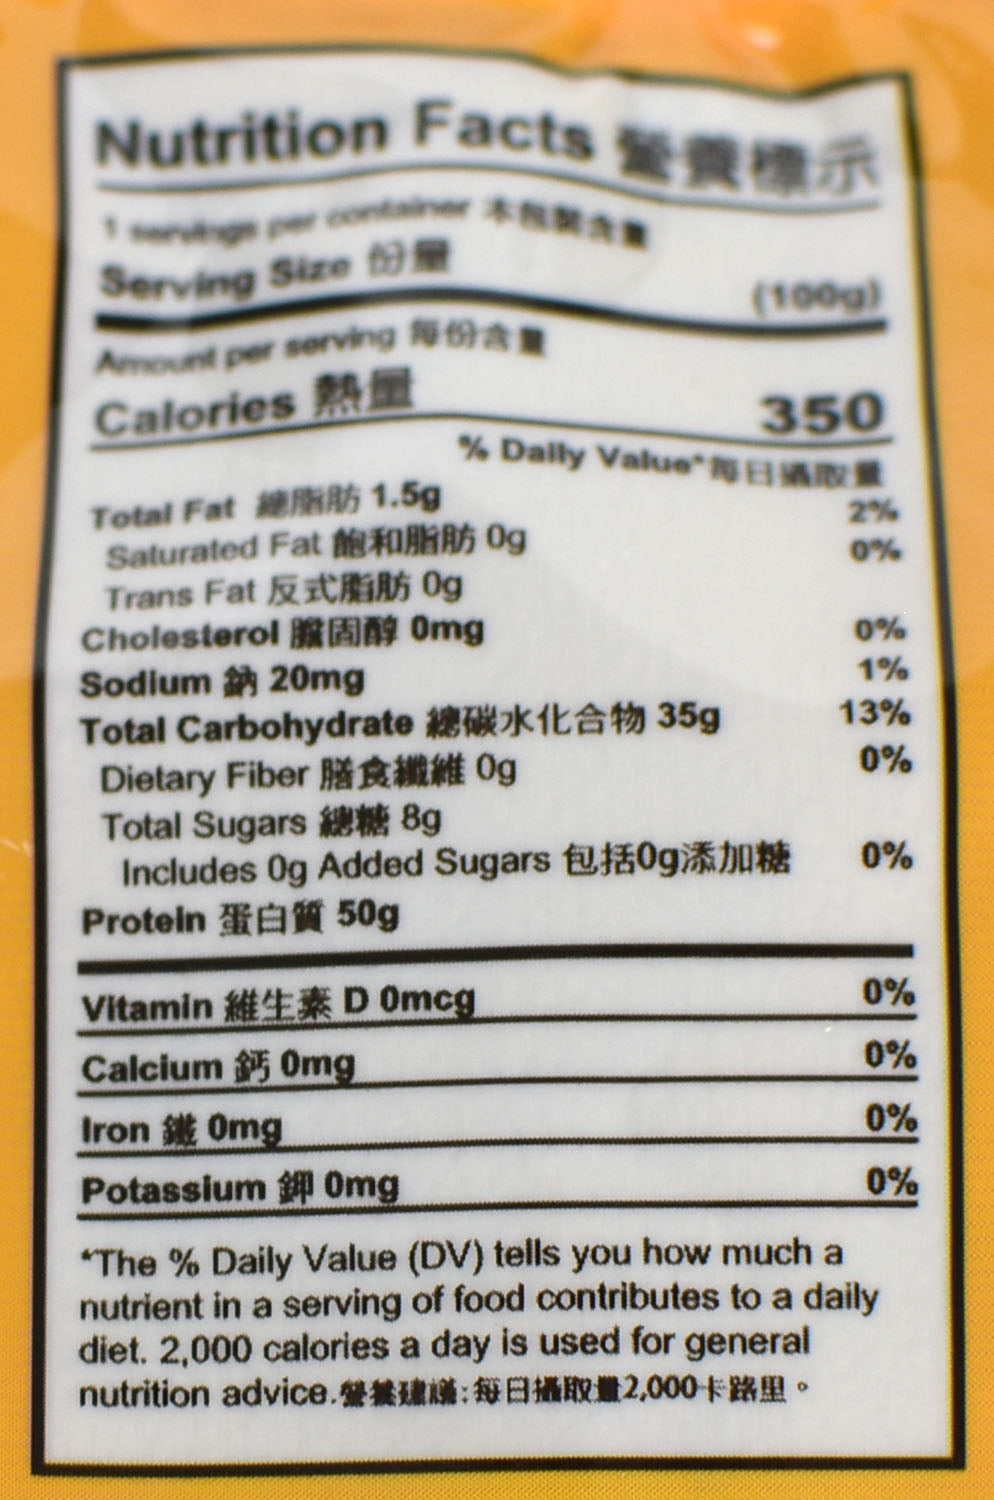 Nutrition Facts 營養標示
1 servings per container 本包裝含量
Serving Size 份量 (100g)
Amount per serving 每份含量
Calories 熱量 350
% Daily Value* 每日攝取量
Total Fat 總脂肪 1.5g 2%
Saturated Fat 飽和脂肪 0g 0%
Trans Fat 反式脂肪 0g
Cholesterol 膽固醇 0mg 0%
Sodium 鈉 20mg 1%
Total Carbohydrate 總碳水化合物 35g 13%
Dietary Fiber 膳食纖維 0g 0%
Total Sugars 總糖 8g
Includes 0g Added Sugars 包括0g添加糖 0%
Protein 蛋白質 50g
Vitamin 維生素 D 0mcg 0%
Calcium 鈣 0mg 0%
Iron 鐵 0mg 0%
Potassium 鉀 0mg 0%
*The % Daily Value (DV) tells you how much a
nutrient in a serving of food contributes to a daily
diet. 2,000 calories a day is used for general
nutrition advice.營養建議:每日攝取量2,000卡路里。